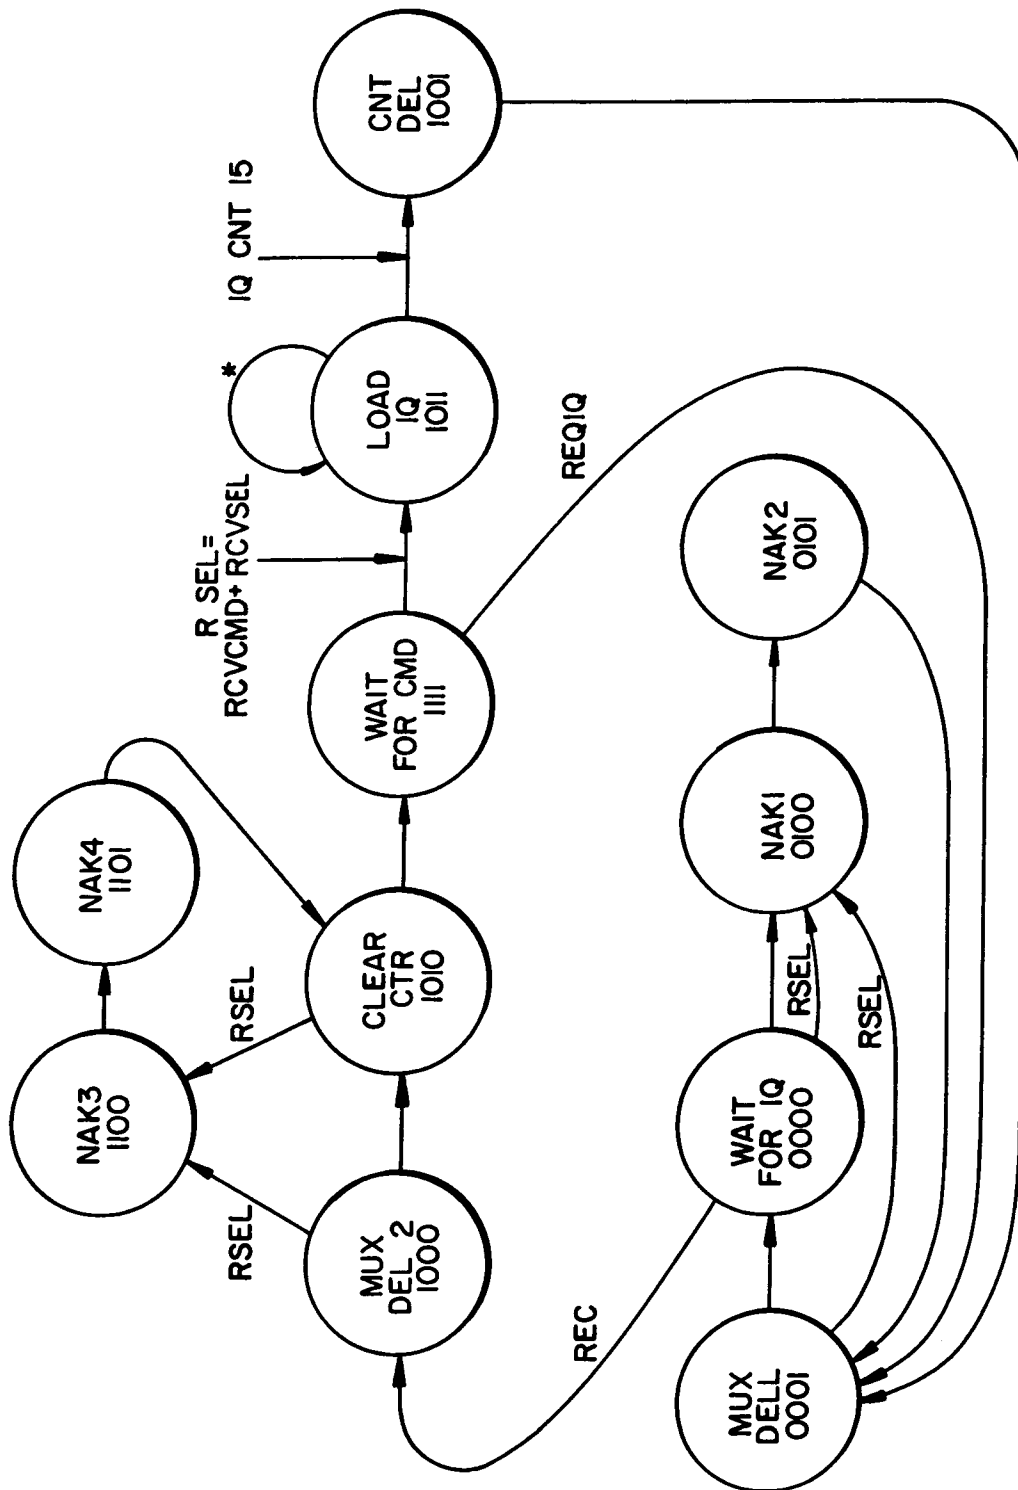 NAK3
1100
NAK4
1101
RSEL
RSEL
MUX
DEL 2
1000
CLEAR
CTR
1010
WAIT
FOR CMD
1111
R SEL=
RCVCMD+RCVSEL
LOAD
IQ
1011
*
IQ CNT 15
CNT
DEL
1001
REC
REQIQ
MUX
DELL
0001
WAIT
FOR IQ
0000
RSEL
RSEL
NAK1
0100
NAK2
0101